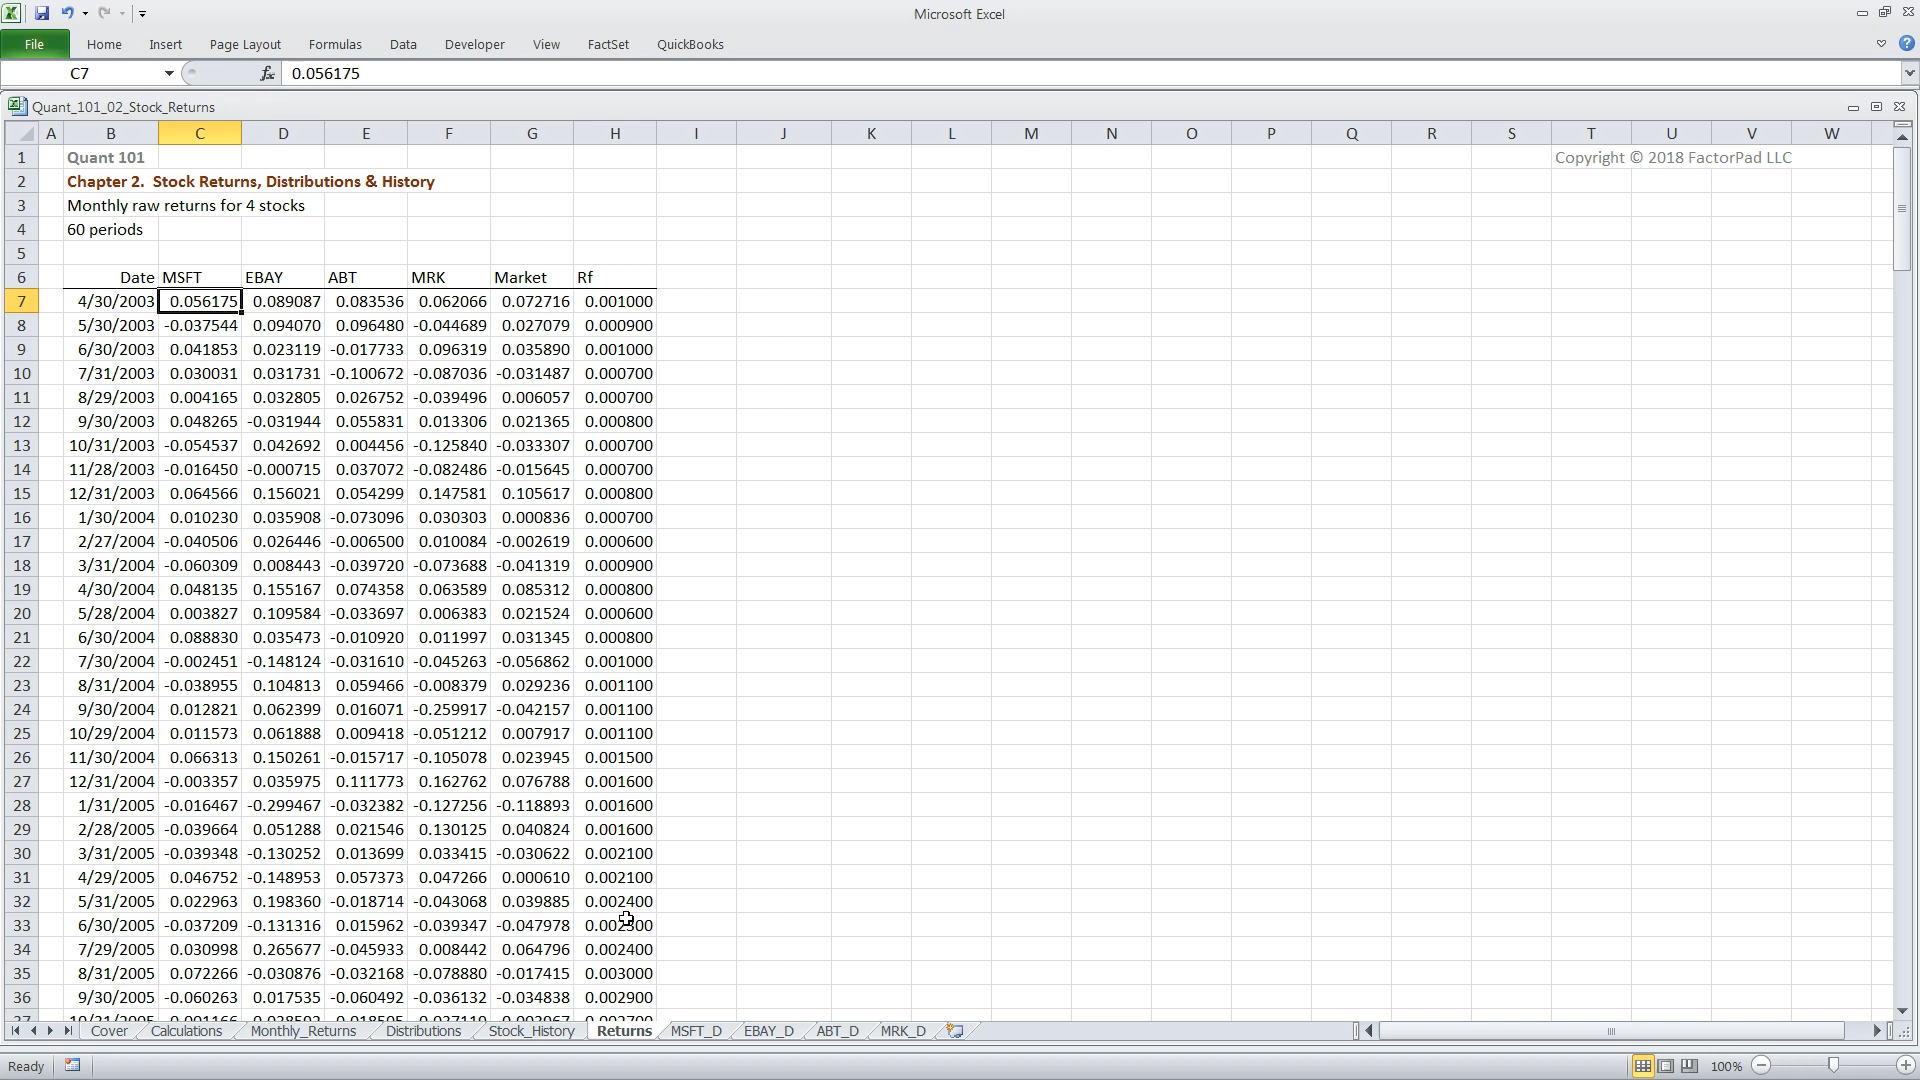 Microsoft Excel
File Home Insert Page Layout Formulas Data Developer View FactSet QuickBooks
C7 fx 0.056175
Quant_101_02_Stock_Returns
A B C D E F G H I J K L M N O P Q R S T U V W
1 Quant 101 Copyright © 2018 FactorPad LLC
2 Chapter 2. Stock Returns, Distributions & History
3 Monthly raw returns for 4 stocks
4 60 periods
5
6 Date MSFT EBAY ABT MRK Market Rf
7 4/30/2003 0.056175 0.089087 0.083536 0.062066 0.072716 0.001000
8 5/30/2003 -0.037544 0.094070 0.096480 -0.044689 0.027079 0.000900
9 6/30/2003 0.041853 0.023119 -0.017733 0.096319 0.035890 0.001000
10 7/31/2003 0.030031 0.031731 -0.100672 -0.087036 -0.031487 0.000700
11 8/29/2003 0.004165 0.032805 0.026752 -0.039496 0.006057 0.000700
12 9/30/2003 0.048265 -0.031944 0.055831 0.013306 0.021365 0.000800
13 10/31/2003 -0.054537 0.042692 0.004456 -0.125840 -0.033307 0.000700
14 11/28/2003 -0.016450 -0.000715 0.037072 -0.082486 -0.015645 0.000700
15 12/31/2003 0.064566 0.156021 0.054299 0.147581 0.105617 0.000800
16 1/30/2004 0.010230 0.035908 -0.073096 0.030303 0.000836 0.000700
17 2/27/2004 -0.040506 0.026446 -0.006500 0.010084 -0.002619 0.000600
18 3/31/2004 -0.060309 0.008443 -0.039720 -0.073688 -0.041319 0.000900
19 4/30/2004 0.048135 0.155167 0.074358 0.063589 0.085312 0.000800
20 5/28/2004 0.003827 0.109584 -0.033697 0.006383 0.021524 0.000600
21 6/30/2004 0.088830 0.035473 -0.010920 0.011997 0.031345 0.000800
22 7/30/2004 -0.002451 -0.148124 -0.031610 -0.045263 -0.056862 0.001000
23 8/31/2004 -0.038955 0.104813 0.059466 -0.008379 0.029236 0.001100
24 9/30/2004 0.012821 0.062399 0.016071 -0.259917 -0.042157 0.001100
25 10/29/2004 0.011573 0.061888 0.009418 -0.051212 0.007917 0.001100
26 11/30/2004 0.066313 0.150261 -0.015717 -0.105078 0.023945 0.001500
27 12/31/2004 -0.003357 0.035975 0.111773 0.162762 0.076788 0.001600
28 1/31/2005 -0.016467 -0.299467 -0.032382 -0.127256 -0.118893 0.001600
29 2/28/2005 -0.039664 0.051288 0.021546 0.130125 0.040824 0.001600
30 3/31/2005 -0.039348 -0.130252 0.013699 0.033415 -0.030622 0.002100
31 4/29/2005 0.046752 -0.148953 0.057373 0.047266 0.000610 0.002100
32 5/31/2005 0.022963 0.198360 -0.018714 -0.043068 0.039885 0.002400
33 6/30/2005 -0.037209 -0.131316 0.015962 -0.039347 -0.047978
34 7/29/2005 0.030998 0.265677 -0.045933 0.008442 0.064796 0.002400
35 8/31/2005 0.072266 -0.030876 -0.032168 -0.078880 -0.017415 0.003000
36 9/30/2005 -0.060263 0.017535 -0.060492 -0.036132 -0.034838 0.002900
Cover Calculations Monthly_Returns Distributions Stock_History Returns MSFT_D EBAY_D ABT_D MRK_D
Ready 100%